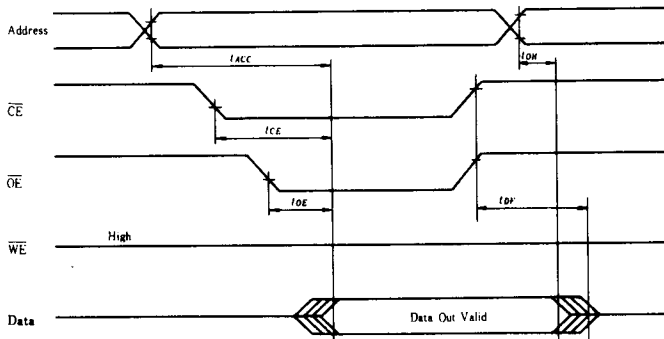 Address
tACC
tOH
CE
tCE
OE
tOE
tDF
High
WE
Data
Data Out Valid